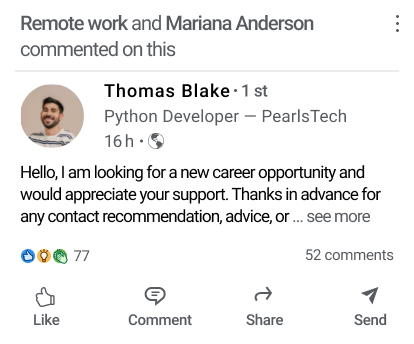 Remote work and Mariana Anderson
commented on this
Thomas Blake • 1 st
Python Developer — PearlsTech
16 h •
Hello, I am looking for a new career opportunity and
would appreciate your support. Thanks in advance for
any contact recommendation, advice, or ... see more
77
52 comments
Like
Comment
Share
Send